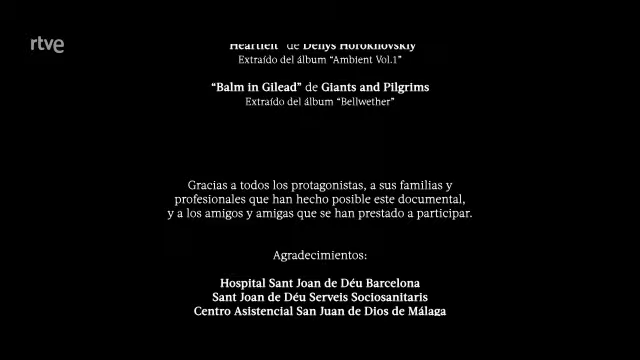 rtve
Heartfelt" de Denys Horokhovskiy
Extraído del álbum "Ambient Vol.1"
"Balm in Gilead" de Giants and Pilgrims
Extraído del álbum "Bellwether"
Gracias a todos los protagonistas, a sus familias y
profesionales que han hecho posible este documental,
y a los amigos y amigas que se han prestado a participar.
Agradecimientos:
Hospital Sant Joan de Déu Barcelona
Sant Joan de Déu Serveis Sociosanitaris
Centro Asistencial San Juan de Dios de Málaga